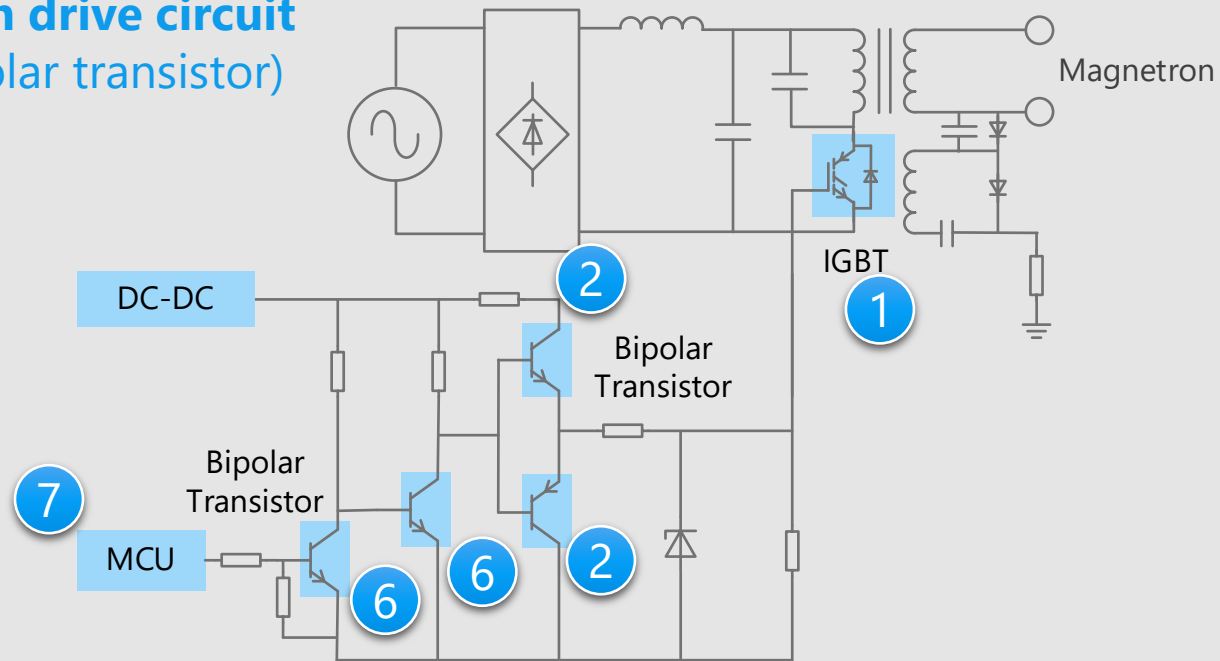 n drive circuit
olar transistor)
Magnetron
IGBT
1
2
DC-DC
Bipolar
Transistor
Bipolar
Transistor
7
MCU
6
6
2